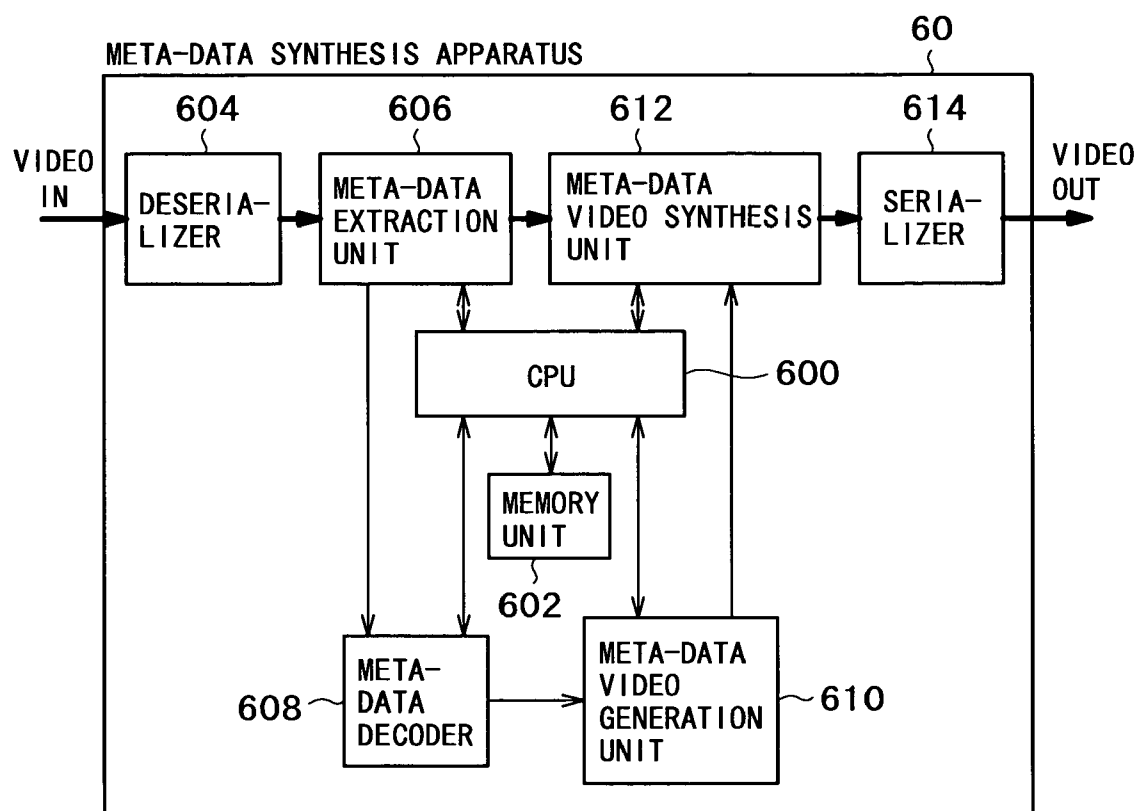 60
META-DATA SYNTHESIS APPARATUS
604
606
612
614
VIDEO
IN
DESERIA-
LIZER
META-DATA
EXTRACTION
UNIT
META-DATA
VIDEO SYNTHESIS
UNIT
SERIA-
LIZER
VIDEO
OUT
CPU
600
MEMORY
UNIT
602
META-
DATA
DECODER
608
META-DATA
VIDEO
GENERATION
UNIT
610